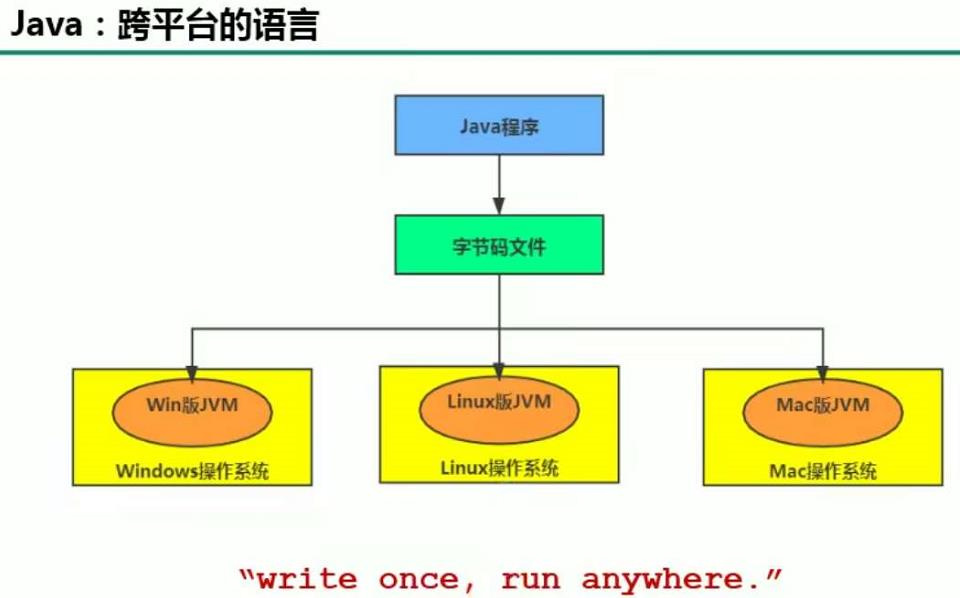 Java：跨平台的语言
Java程序
字节码文件
Win版JVM
Windows操作系统
Linux版JVM
Linux操作系统
Mac版JVM
Mac操作系统
“write once, run anywhere.”